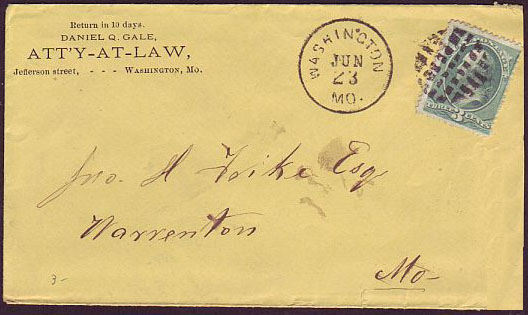 Return in 10 days.
DANIEL Q. GALE,
ATT'Y-AT-LAW,
Jefferson street, - - - WASHINGTON, Mo.
WASHINGTON
JUN
23
MO.
Jno. H Frike Esq
Warrenton
Mo-
3-